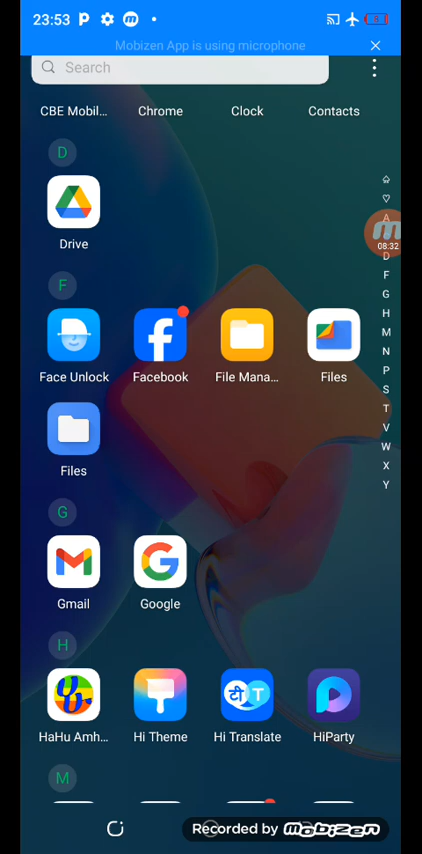 23:53
Mobizen App is using microphone
Search
CBE Mobil... Chrome Clock Contacts
D
Drive
A
08:32
D
F
F
G
H
M
N
P
S
T
V
W
X
Y
Face Unlock Facebook File Mana... Files
Files
G
Gmail Google
H
HaHu Amh... Hi Theme Hi Translate HiParty
M
Recorded by mobizen